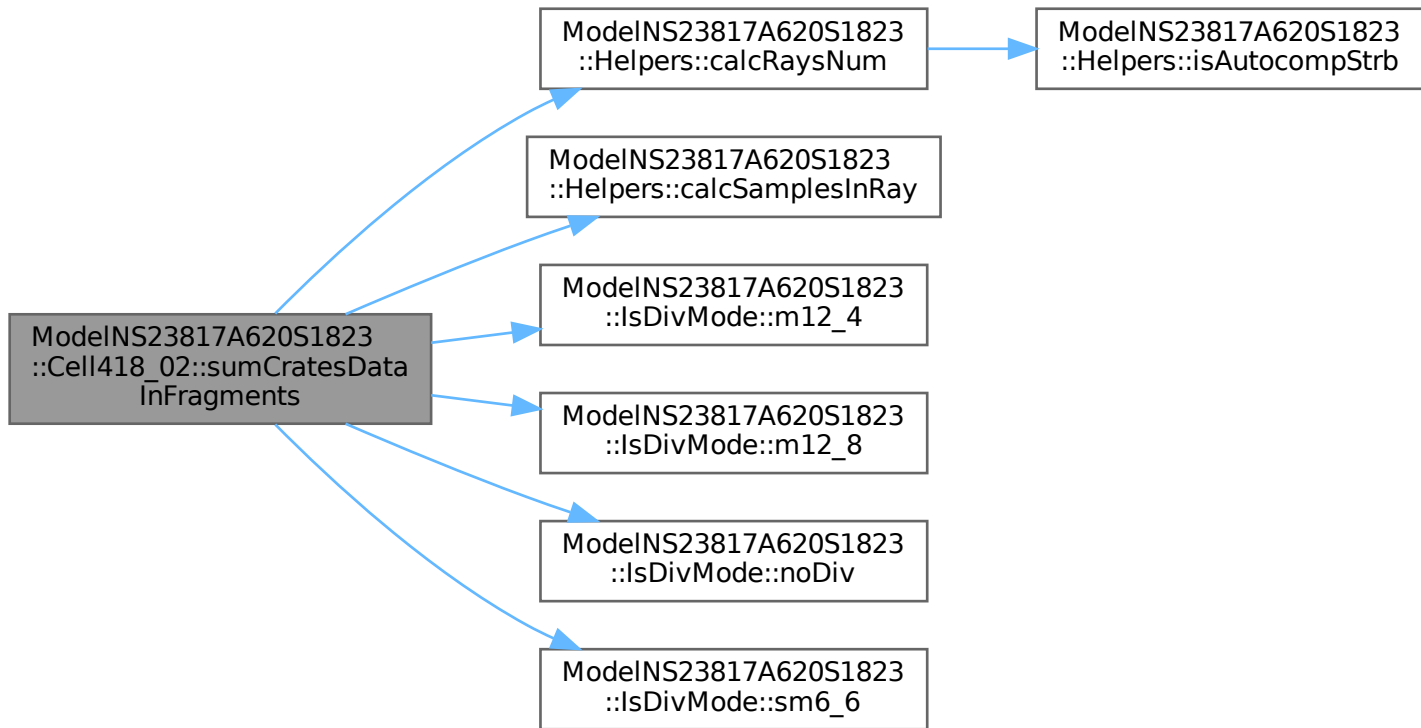 ModelNS23817A620S1823
::Cell418_02::sumCratesData
InFragments
ModelNS23817A620S1823
::Helpers::calcRaysNum
ModelNS23817A620S1823
::Helpers::isAutocompStrb
ModelNS23817A620S1823
::Helpers::calcSamplesInRay
ModelNS23817A620S1823
::IsDivMode::m12_4
ModelNS23817A620S1823
::IsDivMode::m12_8
ModelNS23817A620S1823
::IsDivMode::noDiv
ModelNS23817A620S1823
::IsDivMode::sm6_6